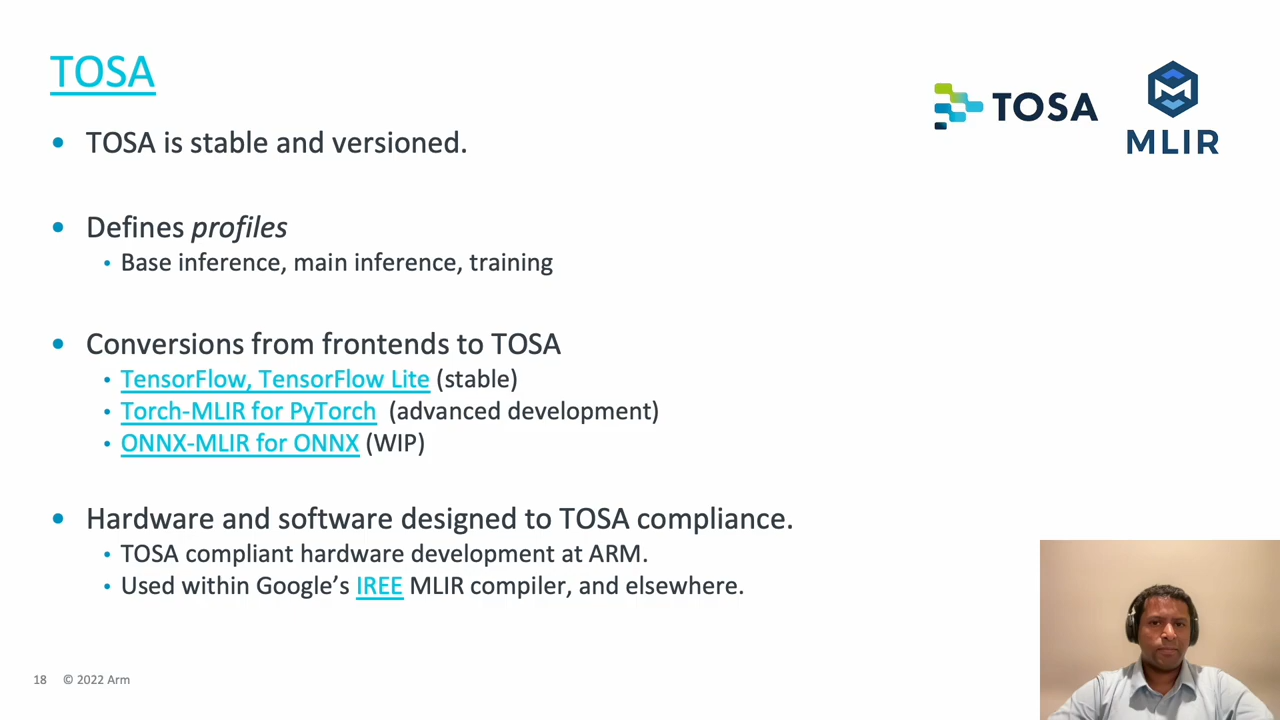 TOSA
TOSA
MLIR
• TOSA is stable and versioned.
• Defines profiles
• Base inference, main inference, training
• Conversions from frontends to TOSA
• TensorFlow, TensorFlow Lite (stable)
• Torch-MLIR for PyTorch (advanced development)
• ONNX-MLIR for ONNX (WIP)
• Hardware and software designed to TOSA compliance.
• TOSA compliant hardware development at ARM.
• Used within Google’s IREE MLIR compiler, and elsewhere.
18 © 2022 Arm